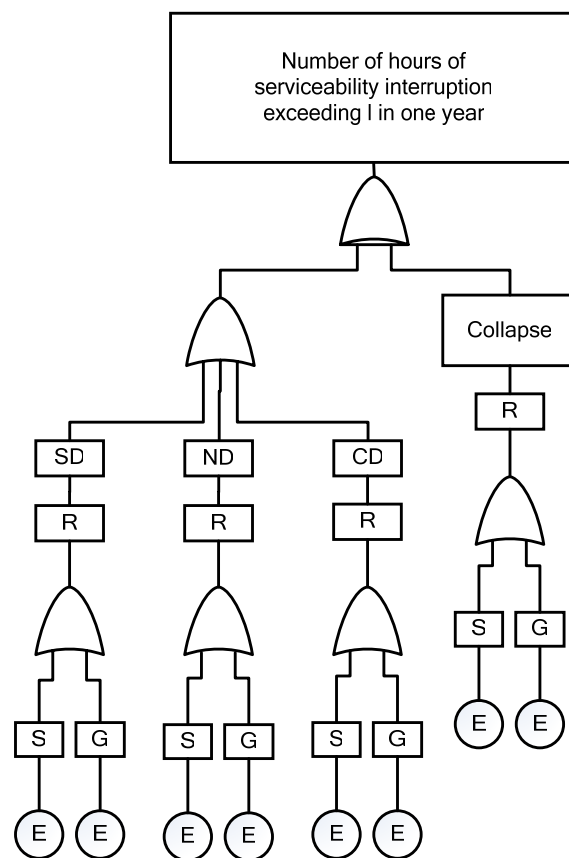 Number of hours of
serviceability interruption
exceeding I in one year
Collapse
R
SD
ND
CD
R
R
R
S
G
E
E
S
G
S
G
S
G
E
E
E
E
E
E